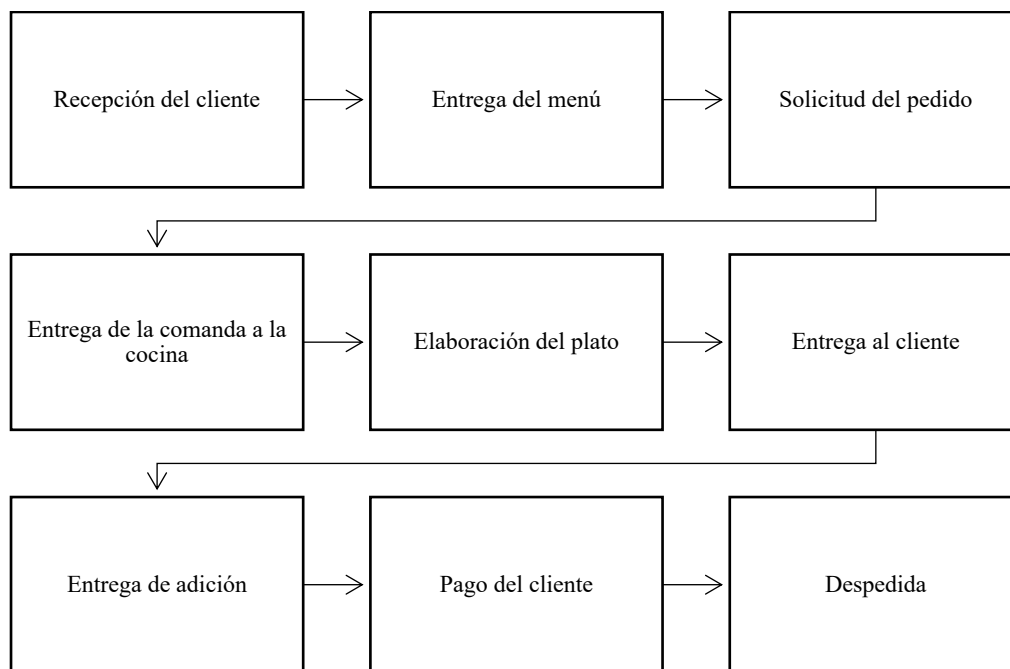 Recepción del cliente
Entrega del menú
Solicitud del pedido
Entrega de la comanda a la
cocina
Elaboración del plato
Entrega al cliente
Entrega de adición
Pago del cliente
Despedida